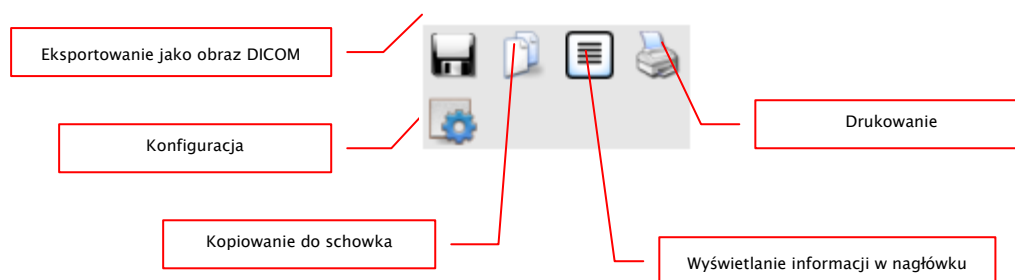 Eksportowanie jako obraz DICOM
Konfiguracja
Drukowanie
Kopiowanie do schowka
Wyświetlanie informacji w nagłówku